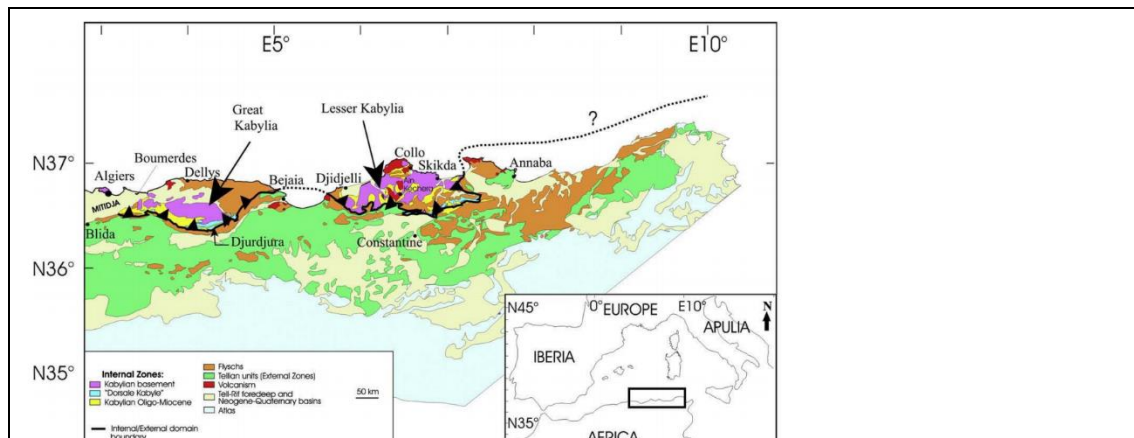 E5° E10°
?
Lesser Kabylia
Great
Kabylia
N37°
Collo
Boumerdes
Skikda
Dellys
Annaba
Algiers
Bejaia
Djidjelli
MITIDJA
Blida
Djurdjura
Constantine
N36°
N35°
Internal Zones:
Kabylian basement
"Dorsale Kabyle"
Kabylian Oligo-Miocene
Internal/External domain
boundary
Flyschs
Tellian units (External Zones)
Volcanism
Tell-Rif foredeep and
Neogene-Quaternary basins
Atlas
50 km
N45°
0°
E10°
EUROPE
N
APULIA
IBERIA
N35°
AFRICA